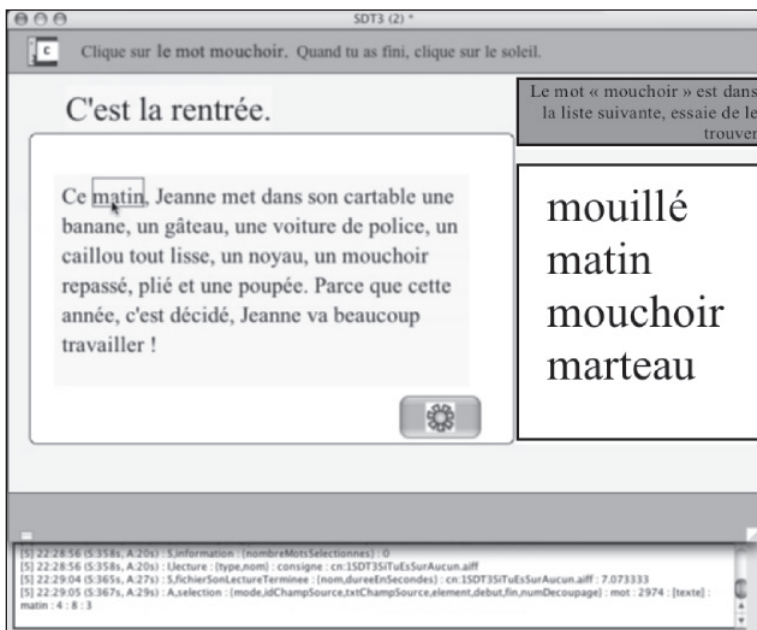 SDT3 (2) *
C
Clique sur le mot mouchoir. Quand tu as fini, clique sur le soleil.
C'est la rentrée.
Ce matin, Jeanne met dans son cartable une
banane, un gâteau, une voiture de police, un
caillou tout lisse, un noyau, un mouchoir
repassé, plié et une poupée. Parce que cette
année, c'est décidé, Jeanne va beaucoup
travailler !
Le mot « mouchoir » est dans
la liste suivante, essaie de le
trouver
mouillé
matin
mouchoir
marteau
[5] 22:28:56 (S:358s, A:20s) : S,information : {nombreMotsSelectionnes} : 0
[5] 22:28:56 (S:358s, A:20s) : I,lecture : {type,nom} : consigne : cn:1SDT3SiTuEsSurAucun.aiff
[5] 22:29:04 (S:365s, A:27s) : S,fichierSonLectureTerminee : {nom,dureeEnSecondes} : cn:1SDT3SiTuEsSurAucun.aiff : 7.073333
[5] 22:29:05 (S:367s, A:29s) : A,selection : {mode,idChampSource,txtChampSource,element,debut,fin,numDecoupage} : mot : 2974 : [texte] :
matin : 4 : 8 : 3